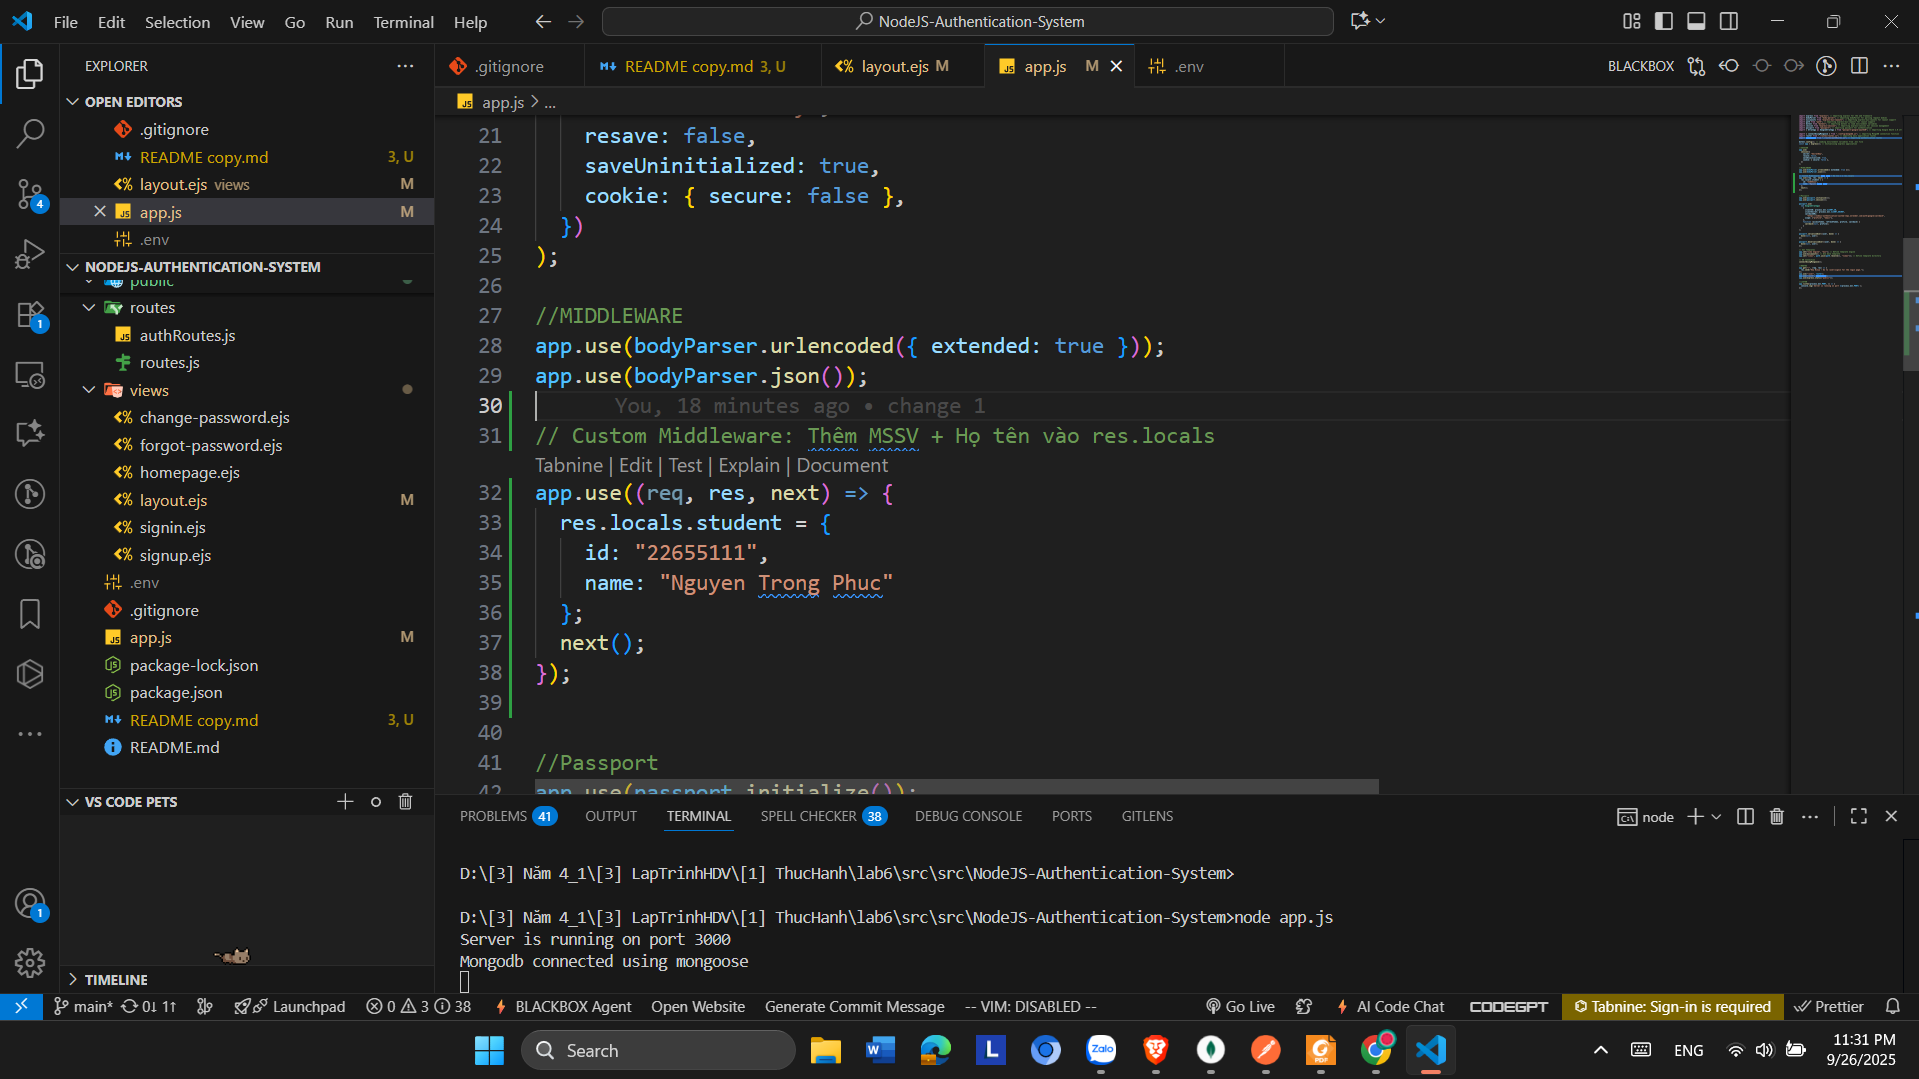 File Edit Selection View Go Run Terminal Help
NodeJS-Authentication-System
EXPLORER
OPEN EDITORS
.gitignore
README copy.md 3, U
layout.ejs views M
app.js M
.env
NODEJS-AUTHENTICATION-SYSTEM
public
routes
authRoutes.js
routes.js
views
change-password.ejs
forgot-password.ejs
homepage.ejs
layout.ejs M
signin.ejs
signup.ejs
.env
.gitignore
app.js M
package-lock.json
package.json
README copy.md 3, U
README.md
VS CODE PETS
TIMELINE
4
1
1
.gitignore README copy.md 3, U layout.ejs M app.js M .env
BLACKBOX
app.js > ...
21 resave: false,
22 saveUninitialized: true,
23 cookie: { secure: false },
24 })
25 );
26
27 //MIDDLEWARE
28 app.use(bodyParser.urlencoded({ extended: true }));
29 app.use(bodyParser.json());
30 You, 18 minutes ago • change 1
31 // Custom Middleware: Thêm MSSV + Họ tên vào res.locals
Tabnine | Edit | Test | Explain | Document
32 app.use((req, res, next) => {
33 res.locals.student = {
34 id: "22655111",
35 name: "Nguyen Trong Phuc"
36 };
37 next();
38 });
39
40
41 //Passport
42 app.use(passport.initialize());
PROBLEMS 41 OUTPUT TERMINAL SPELL CHECKER 38 DEBUG CONSOLE PORTS GITLENS
node
D:\[3] Năm 4_1\[3] LapTrinhHDV\[1] ThucHanh\lab6\src\src\NodeJS-Authentication-System>
D:\[3] Năm 4_1\[3] LapTrinhHDV\[1] ThucHanh\lab6\src\src\NodeJS-Authentication-System>node app.js
Server is running on port 3000
Mongodb connected using mongoose
main* 0↓ 1↑ Launchpad 0 3 38 BLACKBOX Agent Open Website Generate Commit Message -- VIM: DISABLED -- Go Live AI Code Chat CODEGPT Tabnine: Sign-in is required Prettier
Search
Zalo
ENG
11:31 PM
9/26/2025